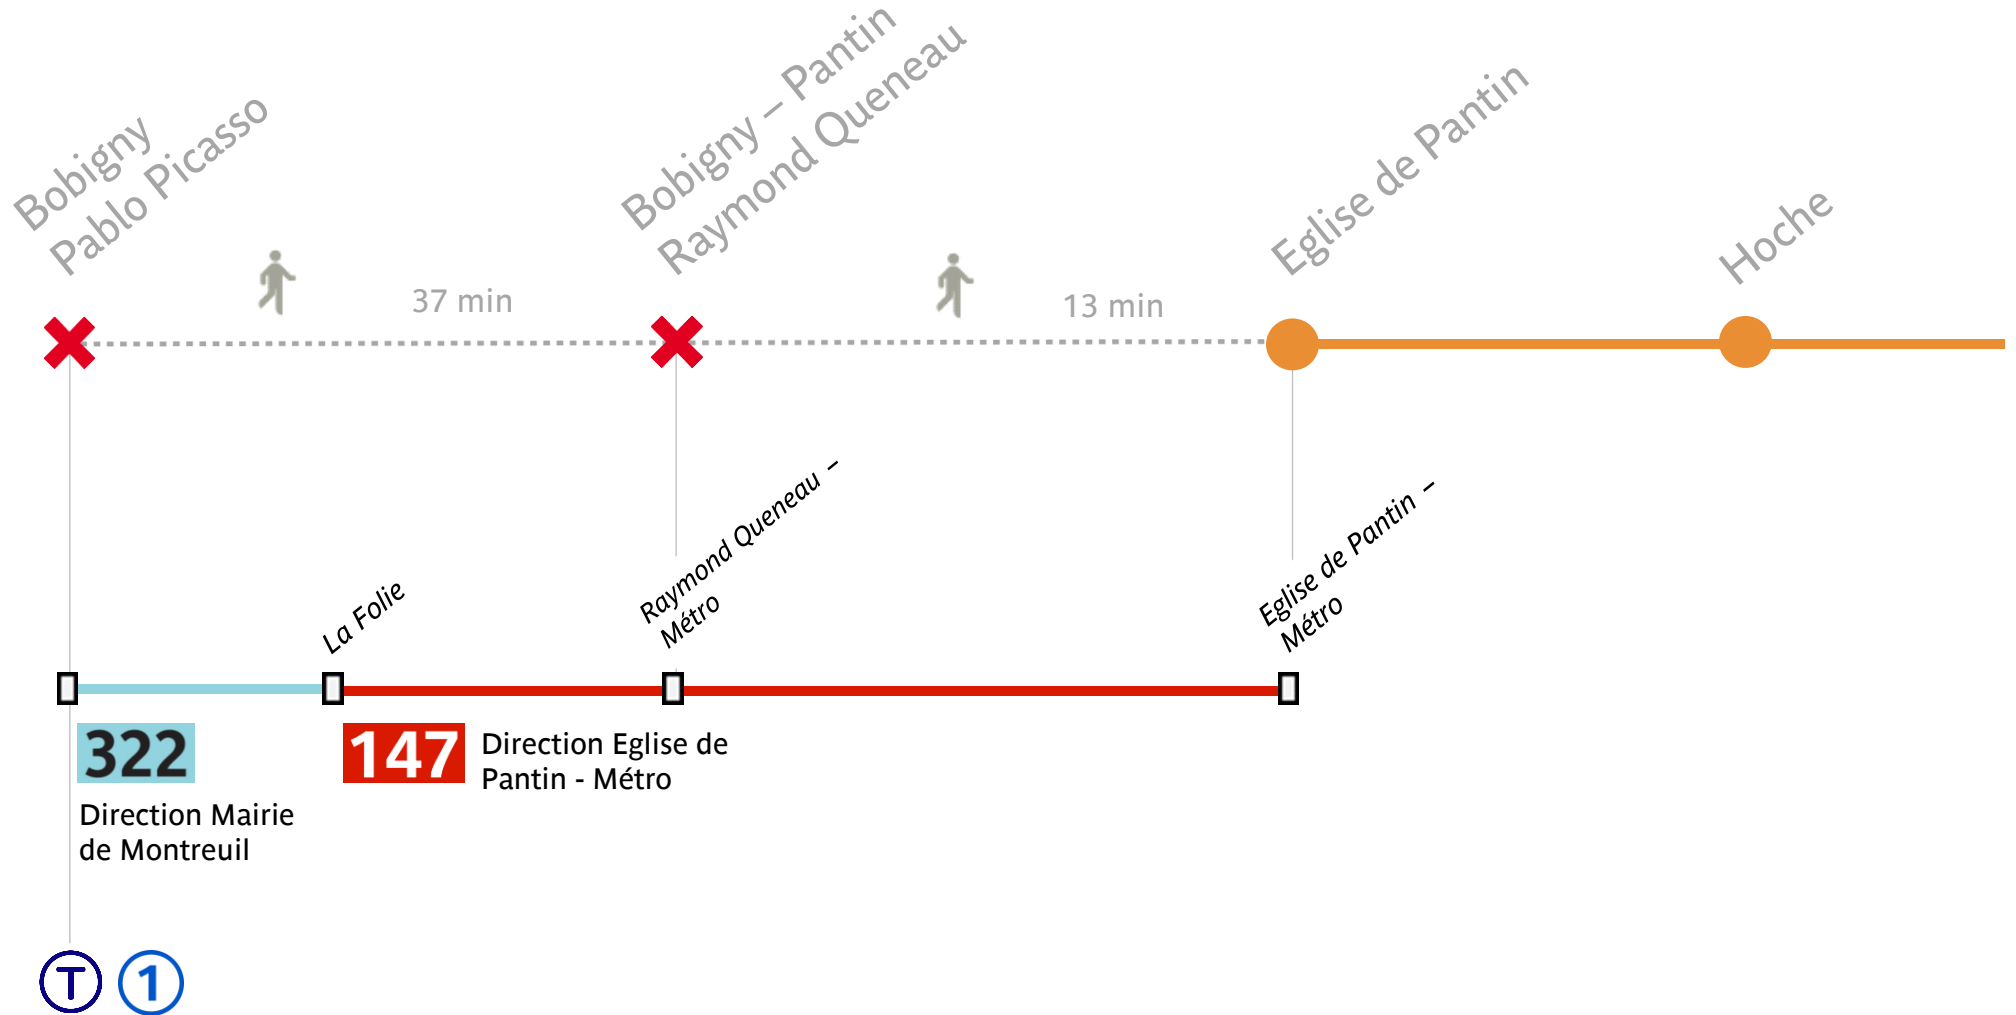 Bobigny
Pablo Picasso
Bobigny – Pantin
Raymond Queneau
Eglise de Pantin
Hoche
37 min
13 min
La Folie
Raymond Queneau –
Métro
Eglise de Pantin –
Métro
322
Direction Mairie
de Montreuil
147
Direction Eglise de
Pantin - Métro
T
1